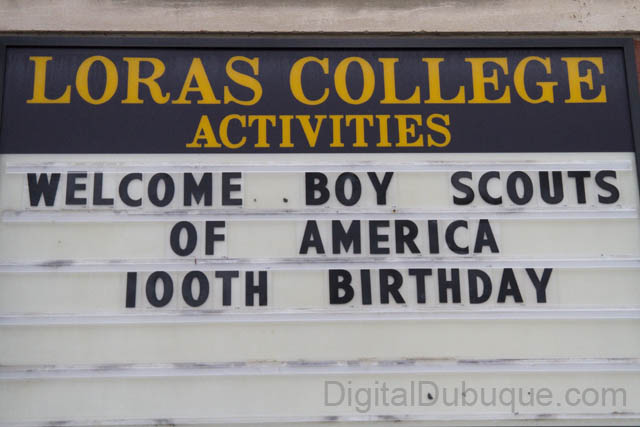 LORAS COLLEGE
ACTIVITIES
WELCOME BOY SCOUTS
OF AMERICA
100TH BIRTHDAY
DigitalDubuque.com